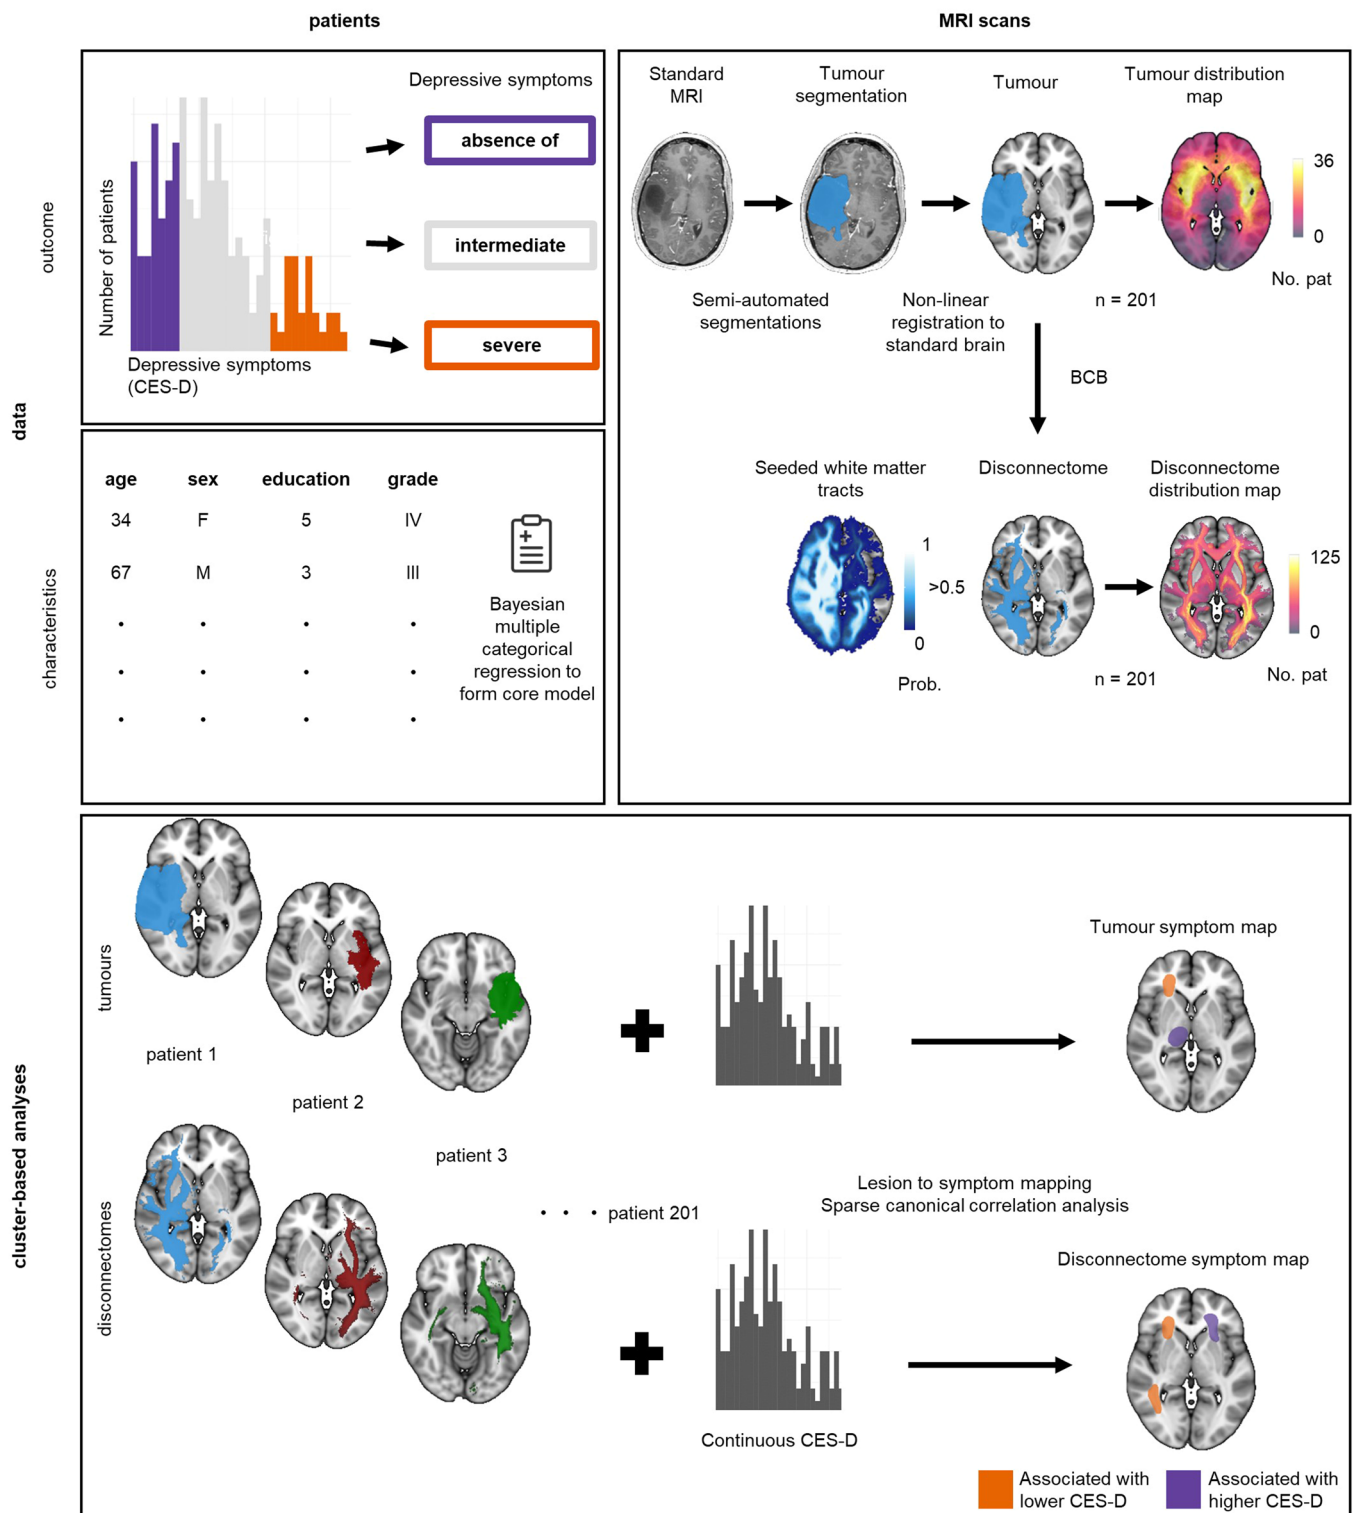 patients
MRI scans
data
outcome
Number of patients
Depressive symptoms
(CES-D)
Depressive symptoms
absence of
intermediate
severe
characteristics
age sex education grade
34 F 5 IV
67 M 3 III
Bayesian
multiple
categorical
regression to
form core model
Standard
MRI
Tumour
segmentation
Tumour
Tumour distribution
map
36
0
No. pat
Semi-automated
segmentations
Non-linear
registration to
standard brain
n = 201
BCB
Seeded white matter
tracts
1
>0.5
0
Prob.
Disconnectome
n = 201
Disconnectome
distribution map
125
0
No. pat
cluster-based analyses
tumours
patient 1
patient 2
patient 3
• • • patient 201
disconnectomes
Tumour symptom map
Lesion to symptom mapping
Sparse canonical correlation analysis
Disconnectome symptom map
Continuous CES-D
Associated with
lower CES-D
Associated with
higher CES-D